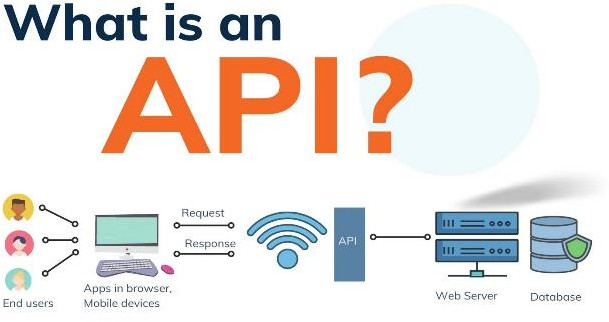 What is an
API?
Request
Response
API
End users
Apps in browser,
Mobile devices
Web Server
Database